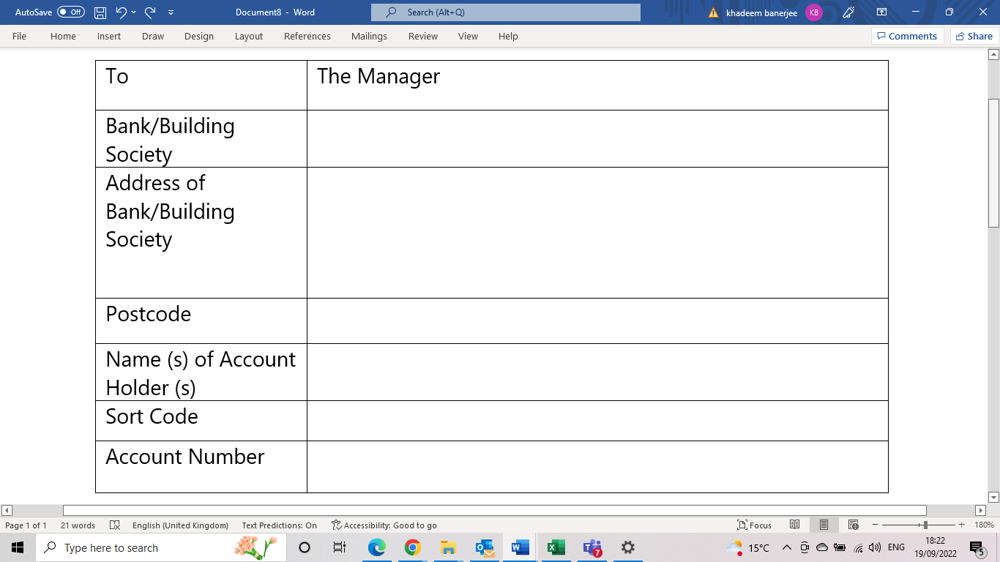 AutoSave Off Document8 - Word Search (Alt+Q) khadeem banerjee KB
File Home Insert Draw Design Layout References Mailings Review View Help Comments Share
To The Manager
Bank/Building
Society
Address of
Bank/Building
Society
Postcode
Name (s) of Account
Holder (s)
Sort Code
Account Number
Page 1 of 1 21 words English (United Kingdom) Text Predictions: On Accessibility: Good to go Focus 180%
Type here to search 7 15°C ENG 18:22
19/09/2022 5